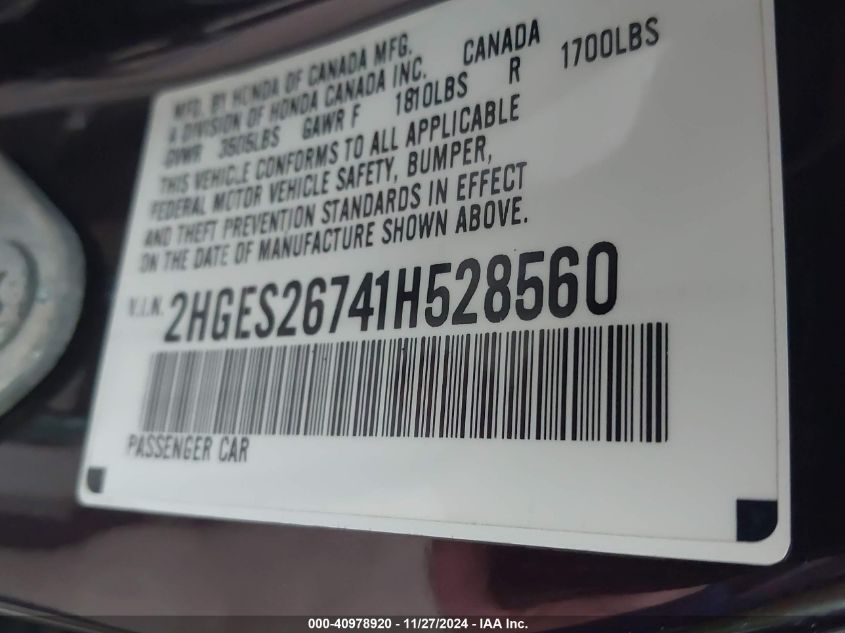 MFD. BY HONDA OF CANADA MFG.
A DIVISION OF HONDA CANADA INC. CANADA
GVWR 3505LBS GAWR F 1810LBS R 1700LBS
THIS VEHICLE CONFORMS TO ALL APPLICABLE
FEDERAL MOTOR VEHICLE SAFETY, BUMPER,
AND THEFT PREVENTION STANDARDS IN EFFECT
ON THE DATE OF MANUFACTURE SHOWN ABOVE.
V.I.N. 2HGES26741H528560
PASSENGER CAR
000-40978920 - 11/27/2024 - IAA Inc.